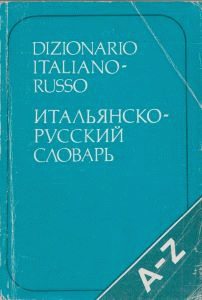 DIZIONARIO
ITALIANO-
RUSSO
ИТАЛЬЯНСКО-
РУССКИЙ
СЛОВАРЬ
A-Z